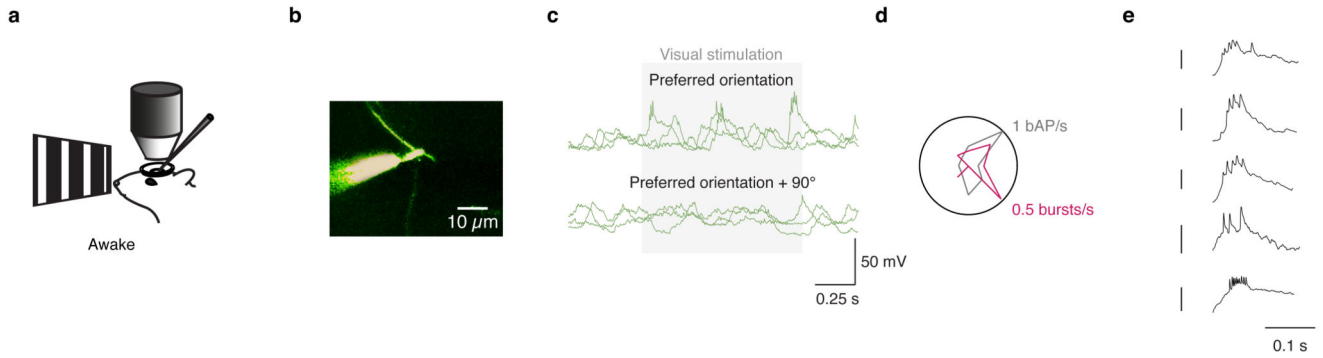 a
Awake
b
10 µm
c
Visual stimulation
Preferred orientation
Preferred orientation + 90°
50 mV
0.25 s
d
1 bAP/s
0.5 bursts/s
e
0.1 s